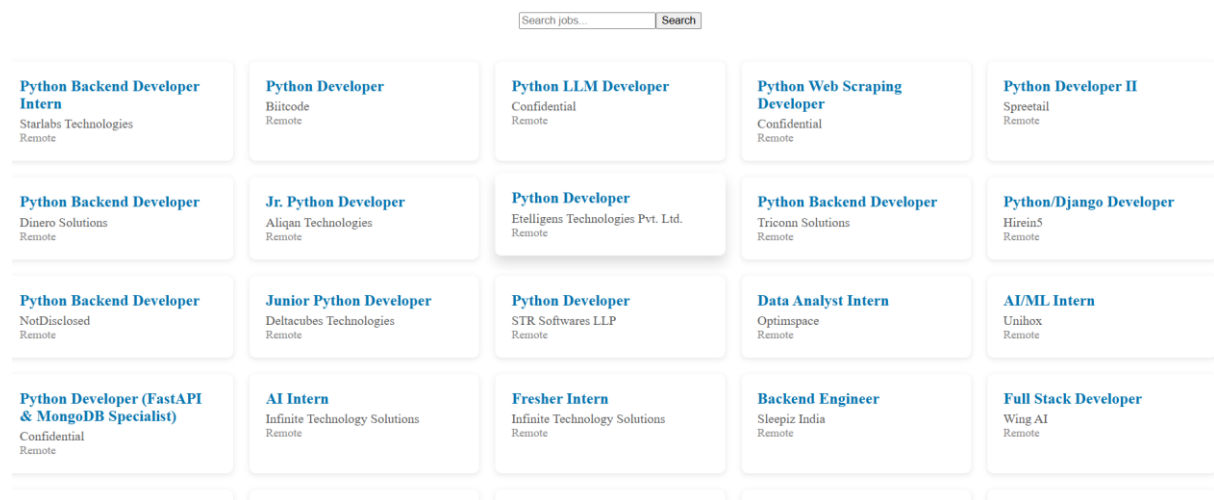 Search jobs... Search
Python Backend Developer
Intern
Starlabs Technologies
Remote
Python Developer
Biitcode
Remote
Python LLM Developer
Confidential
Remote
Python Web Scraping
Developer
Confidential
Remote
Python Developer II
Spreetail
Remote
Python Backend Developer
Dinero Solutions
Remote
Jr. Python Developer
Aliqan Technologies
Remote
Python Developer
Etelligens Technologies Pvt. Ltd.
Remote
Python Backend Developer
Triconn Solutions
Remote
Python/Django Developer
Hirein5
Remote
Python Backend Developer
NotDisclosed
Remote
Junior Python Developer
Deltacubes Technologies
Remote
Python Developer
STR Softwares LLP
Remote
Data Analyst Intern
Optimspace
Remote
AI/ML Intern
Unihox
Remote
Python Developer (FastAPI
& MongoDB Specialist)
Confidential
Remote
AI Intern
Infinite Technology Solutions
Remote
Fresher Intern
Infinite Technology Solutions
Remote
Backend Engineer
Sleepiz India
Remote
Full Stack Developer
Wing AI
Remote